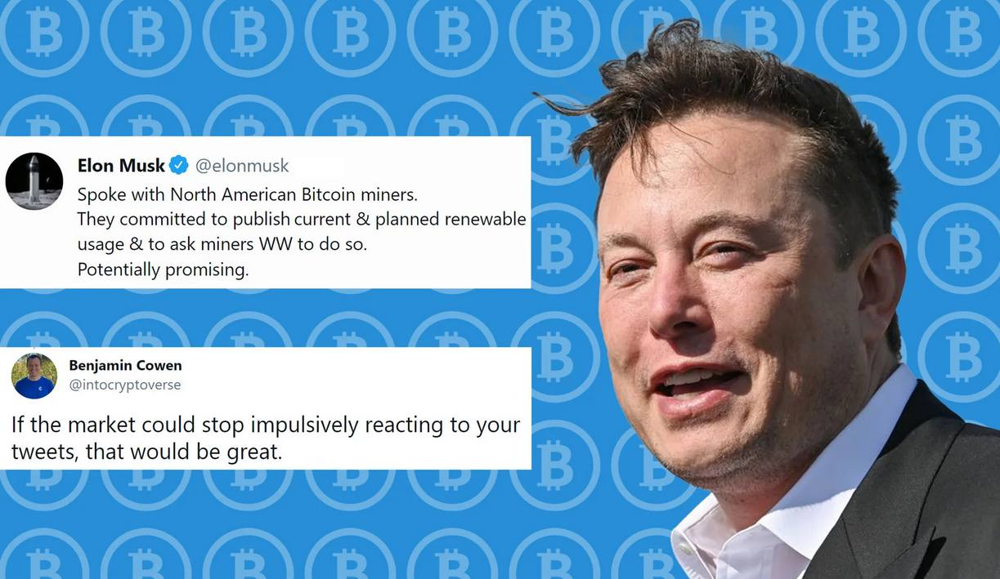 Elon Musk @elonmusk
Spoke with North American Bitcoin miners.
They committed to publish current & planned renewable
usage & to ask miners WW to do so.
Potentially promising.
Benjamin Cowen
@intocryptoverse
If the market could stop impulsively reacting to your
tweets, that would be great.